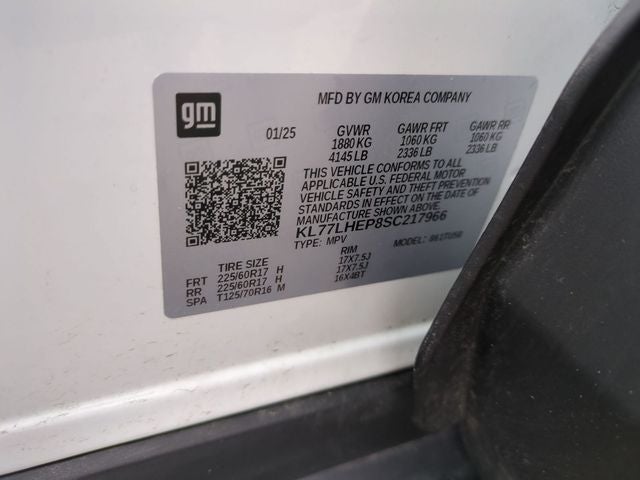 gm
MFD BY GM KOREA COMPANY
01/25 GVWR GAWR FRT GAWR RR
1880 KG 1060 KG 1060 KG
4145 LB 2336 LB 2336 LB
THIS VEHICLE CONFORMS TO ALL
APPLICABLE U.S. FEDERAL MOTOR
VEHICLE SAFETY AND THEFT PREVENTION
STANDARDS IN EFFECT ON THE DATE OF
MANUFACTURE SHOWN ABOVE.
KL77LHEP8SC217966
TYPE: MPV MODEL:
TIRE SIZE RIM
FRT 225/60R17 H 17X7.5J
RR 225/60R17 H 17X7.5J
SPA T125/70R16 M 16X4BT